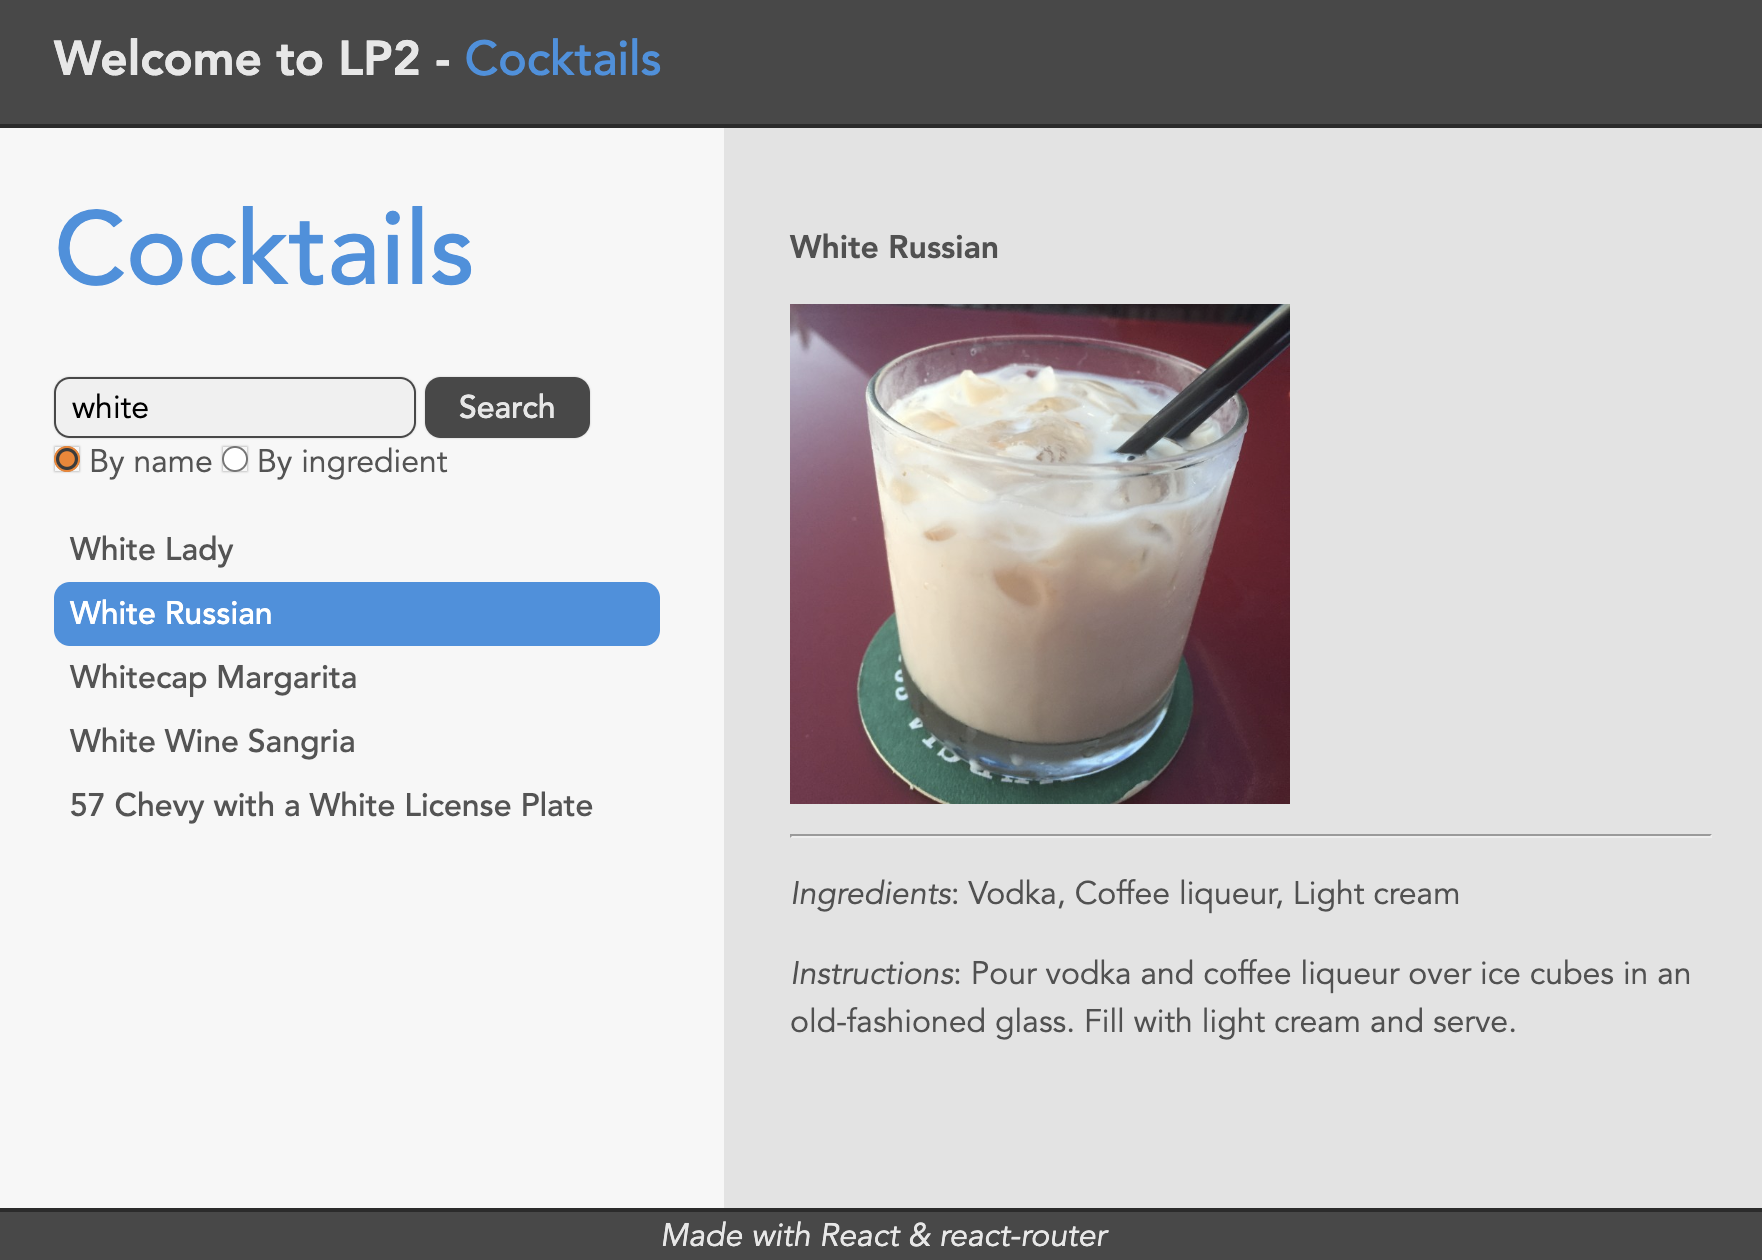 Welcome to LP2 - Cocktails
Cocktails
white
Search
By name
By ingredient
White Lady
White Russian
Whitecap Margarita
White Wine Sangria
57 Chevy with a White License Plate
White Russian
Ingredients: Vodka, Coffee liqueur, Light cream
Instructions: Pour vodka and coffee liqueur over ice cubes in an
old-fashioned glass. Fill with light cream and serve.
Made with React & react-router